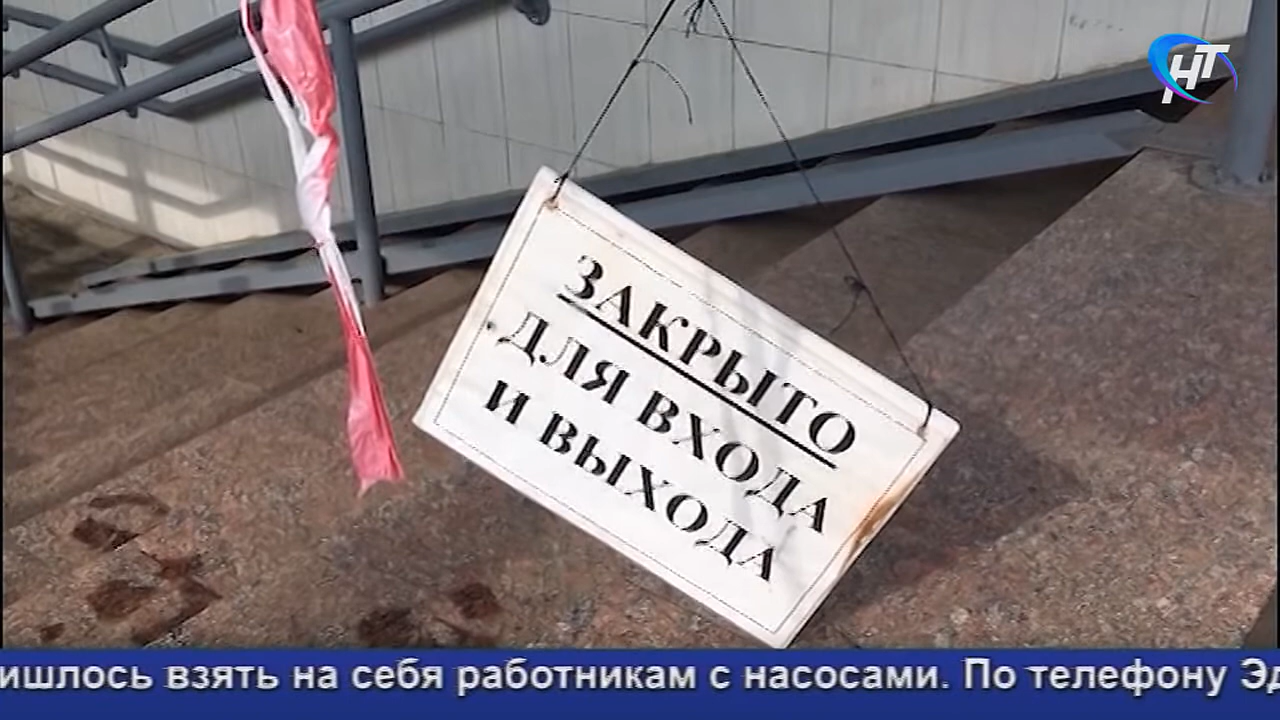 НТ
ЗАКРЫТО
ДЛЯ ВХОДА
И ВЫХОДА
ишлось взять на себя работникам с насосами. По телефону Эд